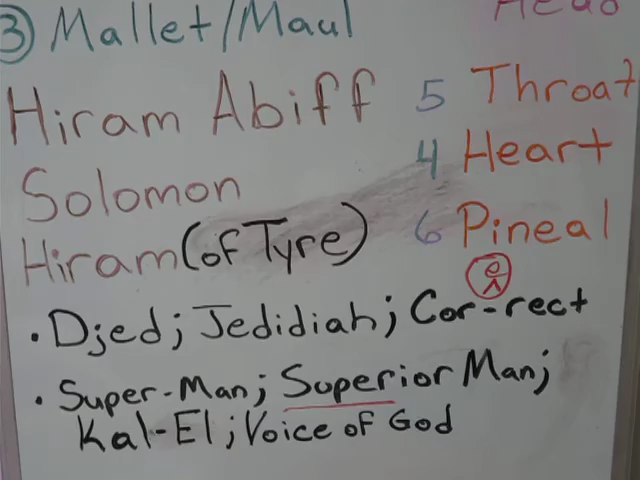 ③ Mallet/Maul Head
Hiram Abiff 5 Throat
Solomon 4 Heart
Hiram (of Tyre) 6 Pineal
e
^
• Djed; Jedidiah; Cor-rect
• Super-Man; Superior Man;
Kal-El; Voice of God